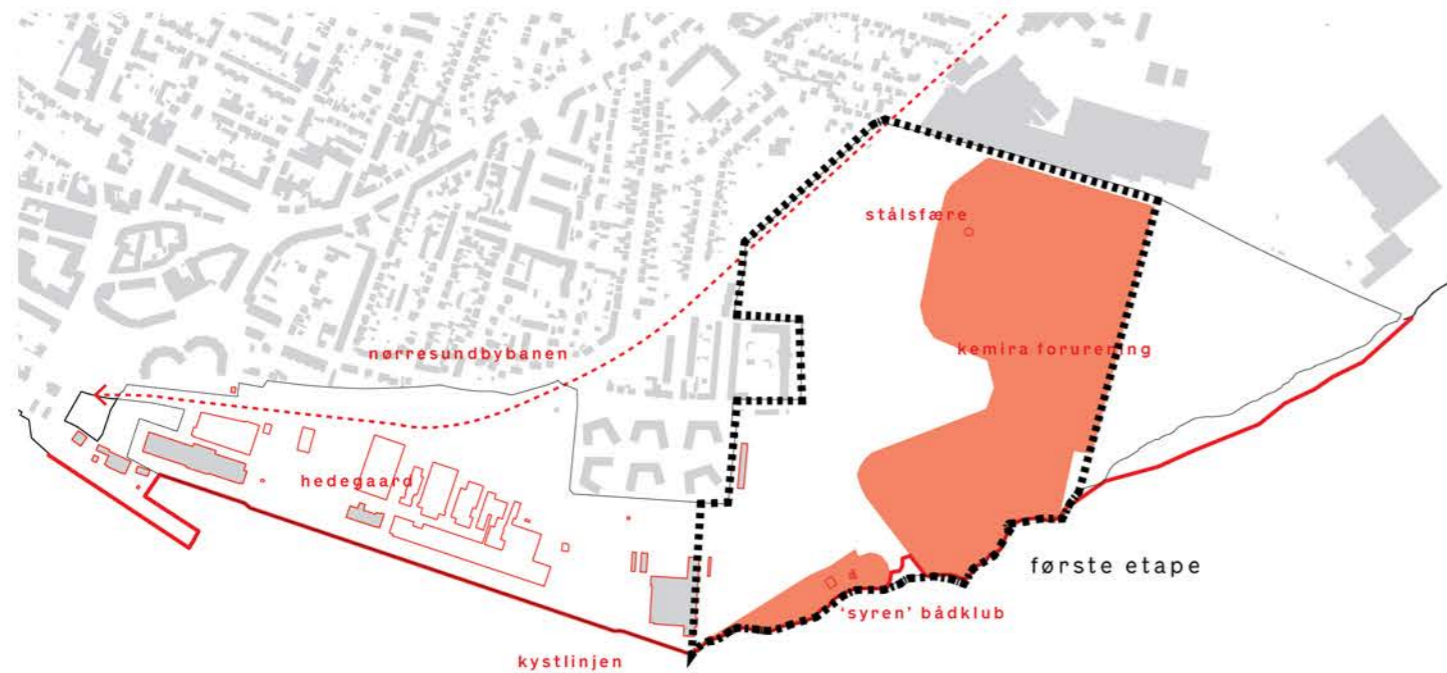 stålsfære
nørresundbybanen
kemira forurening
hedegaard
første etape
'syren' bådklub
kystlinjen